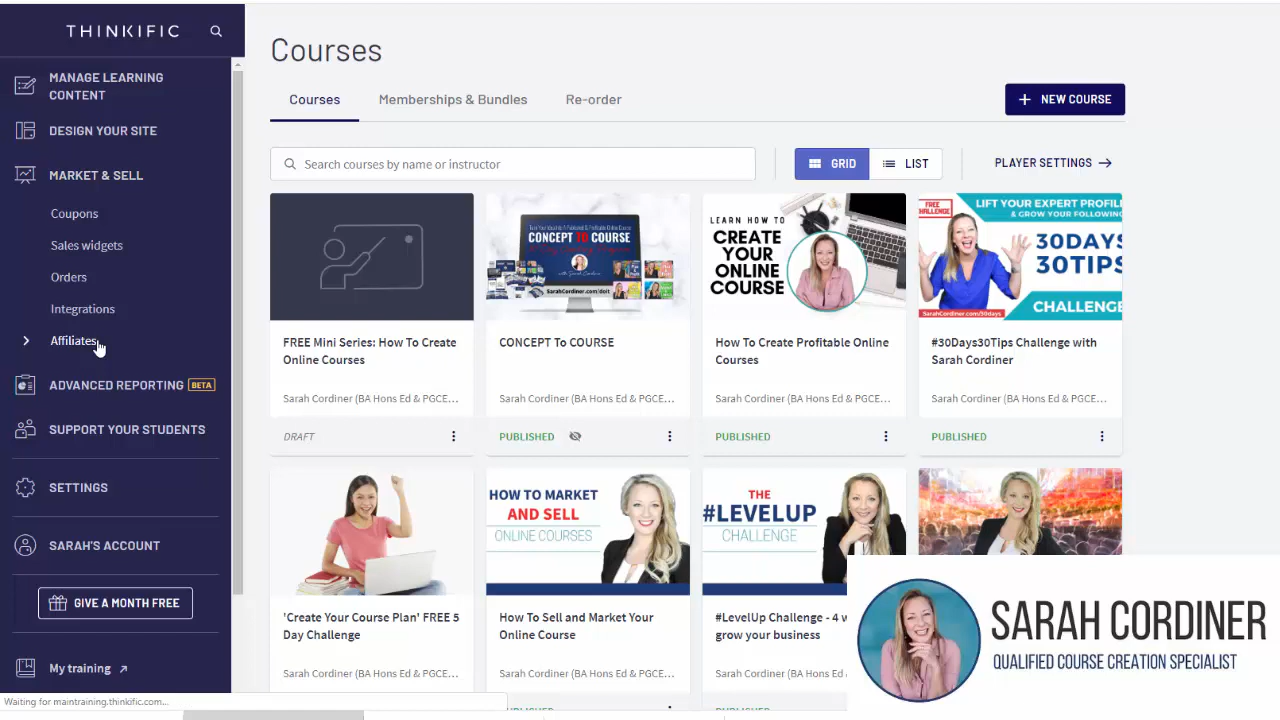 THINKIFIC
MANAGE LEARNING
CONTENT
DESIGN YOUR SITE
MARKET & SELL
Coupons
Sales widgets
Orders
Integrations
Affiliates
ADVANCED REPORTING BETA
SUPPORT YOUR STUDENTS
SETTINGS
SARAH'S ACCOUNT
GIVE A MONTH FREE
My training
Waiting for maintraining.thinkific.com...
Courses
Courses Memberships & Bundles Re-order
+ NEW COURSE
Search courses by name or instructor
GRID LIST
PLAYER SETTINGS →
FREE Mini Series: How To Create
Online Courses
Sarah Cordiner (BA Hons Ed & PGCE...
DRAFT
CONCEPT TO COURSE
with Sarah Cordiner
SarahCordiner.com/doit
CONCEPT To COURSE
Sarah Cordiner (BA Hons Ed & PGCE...
PUBLISHED
LEARN HOW TO
CREATE
YOUR
ONLINE
COURSE
How To Create Profitable Online
Courses
Sarah Cordiner (BA Hons Ed & PGCE...
PUBLISHED
FREE
CHALLENGE
LIFT YOUR EXPERT PROFIL
& GROW YOUR FOLLOWING
30DAYS
30TIPS
CHALLENGE
SarahCordiner.com/30days
#30Days30Tips Challenge with
Sarah Cordiner
Sarah Cordiner (BA Hons Ed & PGCE...
PUBLISHED
'Create Your Course Plan' FREE 5
Day Challenge
Sarah Cordiner (BA Hons Ed & PGCE...
HOW TO MARKET
AND SELL
ONLINE COURSES
How To Sell and Market Your
Online Course
Sarah Cordiner (BA Hons Ed & PGCE...
PUBLISHED
THE
#LEVELUP
CHALLENGE
#LevelUp Challenge - 4 w
grow your business
Sarah Cordiner (BA Hons Ed & PGCE...
PUBLISHED
SARAH CORDINER
QUALIFIED COURSE CREATION SPECIALIST